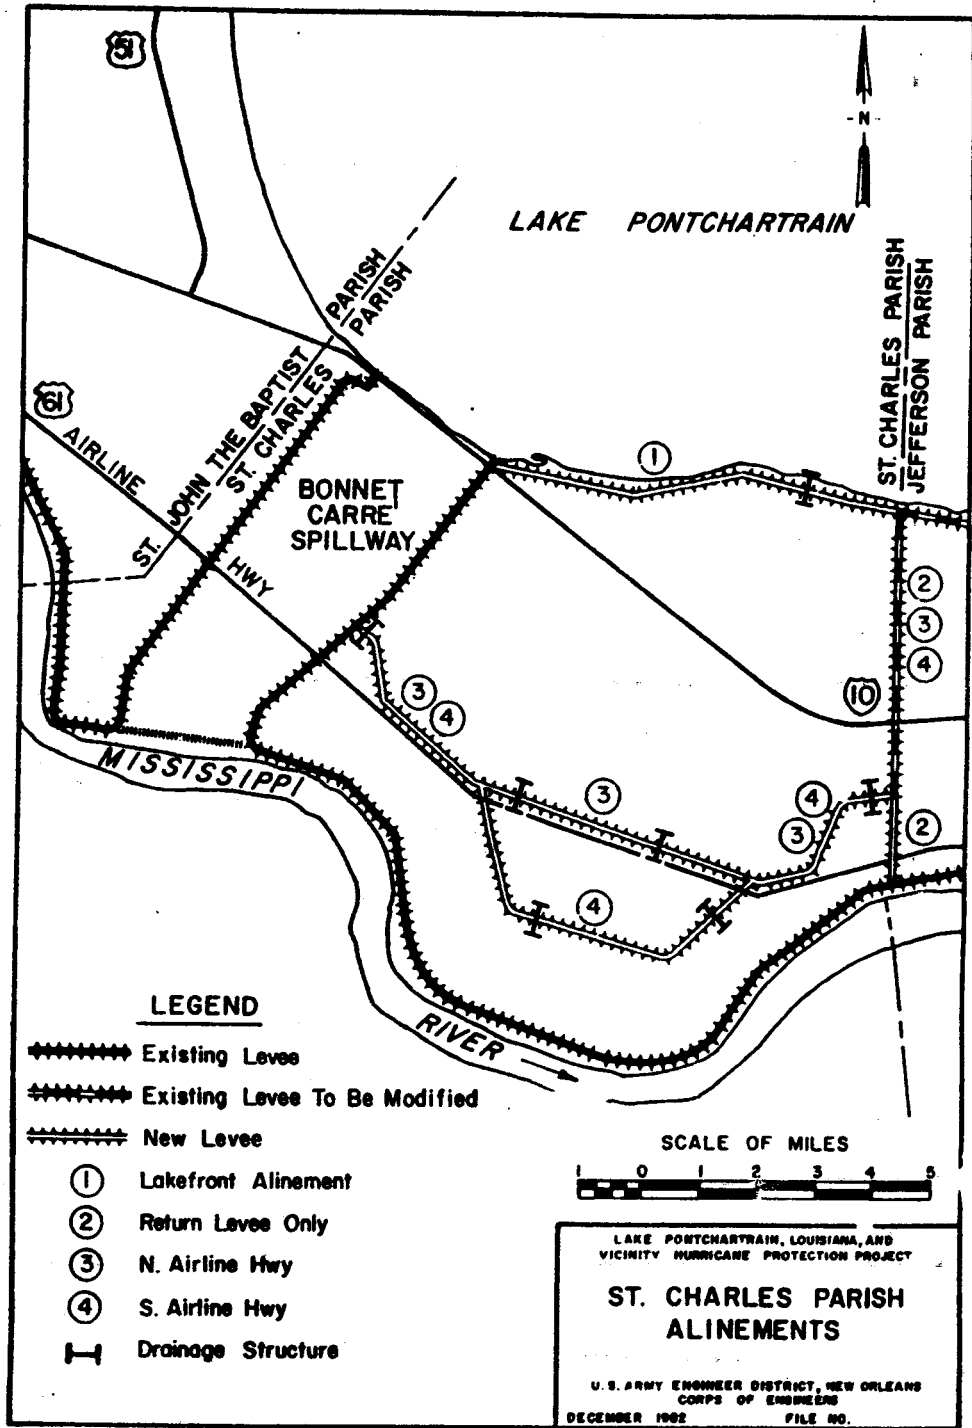 51
N
LAKE PONTCHARTRAIN
ST. JOHN THE BAPTIST PARISH
ST. CHARLES PARISH
ST. CHARLES PARISH
JEFFERSON PARISH
61
AIRLINE HWY
BONNET
CARRE
SPILLWAY
1
2
3
4
10
3
4
3
4
3
2
4
MISSISSIPPI RIVER
LEGEND
Existing Levee
Existing Levee To Be Modified
New Levee
1 Lakefront Alinement
2 Return Levee Only
3 N. Airline Hwy
4 S. Airline Hwy
Drainage Structure
SCALE OF MILES
1 0 1 2 3 4 5
LAKE PONTCHARTRAIN, LOUISIANA, AND
VICINITY HURRICANE PROTECTION PROJECT
ST. CHARLES PARISH
ALINEMENTS
U.S. ARMY ENGINEER DISTRICT, NEW ORLEANS
CORPS OF ENGINEERS
DECEMBER 1982 FILE NO.